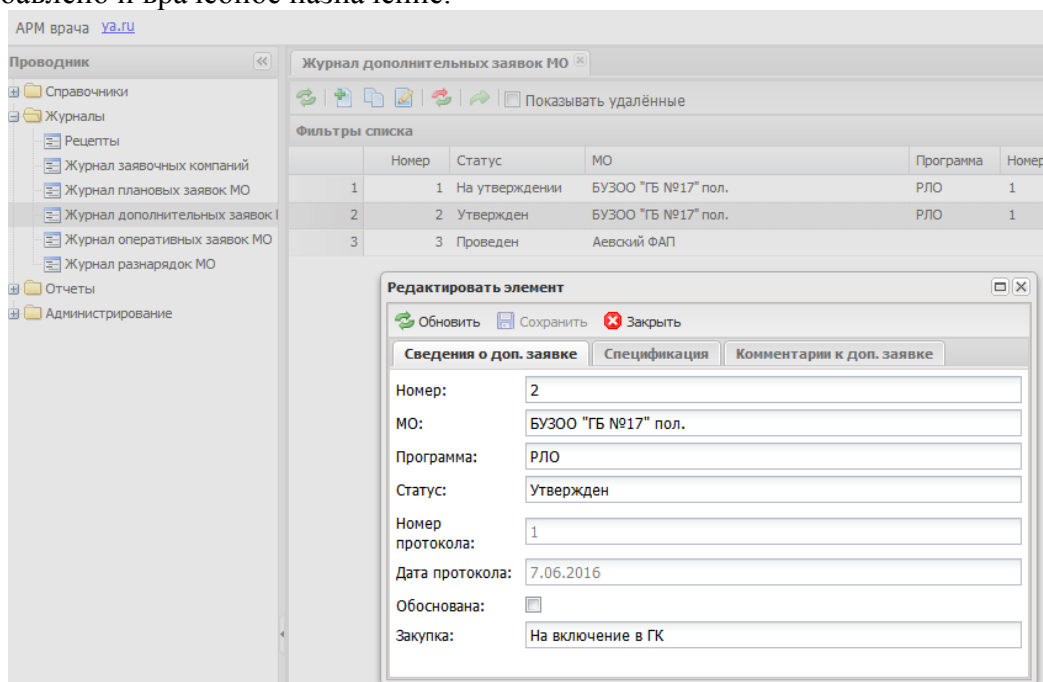 и врачебное назначение.
АРМ врача ya.ru
Проводник
Справочники
Журналы
Рецепты
Журнал заявочных компаний
Журнал плановых заявок МО
Журнал дополнительных заявок
Журнал оперативных заявок МО
Журнал разнарядок МО
Отчеты
Администрирование
Журнал дополнительных заявок МО
Показывать удалённые
Фильтры списка
Номер Статус МО Программа Номер
1 1 На утверждении БУЗОО "ГБ №17" пол. РЛО 1
2 2 Утвержден БУЗОО "ГБ №17" пол. РЛО 1
3 3 Проведен Аевский ФАП
Редактировать элемент
Обновить Сохранить Закрыть
Сведения о доп. заявке Спецификация Комментарии к доп. заявке
Номер: 2
МО: БУЗОО "ГБ №17" пол.
Программа: РЛО
Статус: Утвержден
Номер
протокола: 1
Дата протокола: 7.06.2016
Обоснована:
Закупка: На включение в ГК